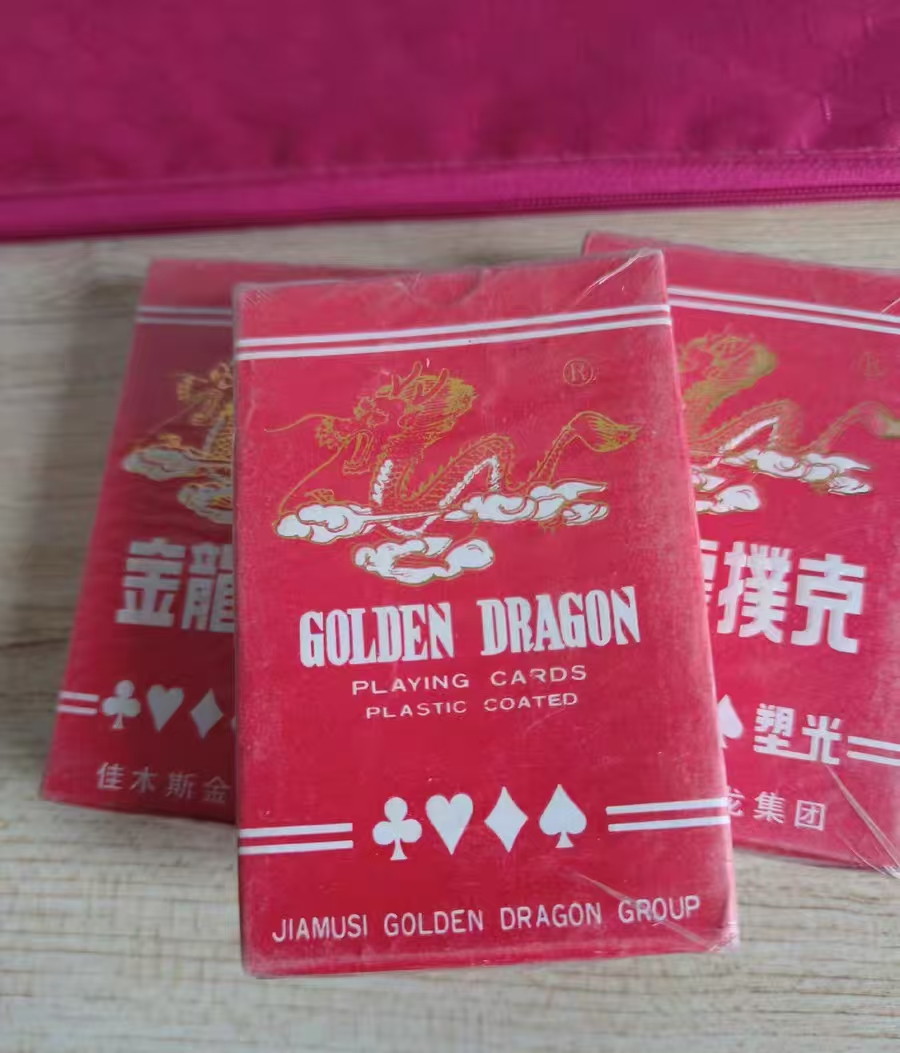 金龍
佳木斯金
®
GOLDEN DRAGON
PLAYING CARDS
PLASTIC COATED
JIAMUSI GOLDEN DRAGON GROUP
®
撲克
塑光
集团